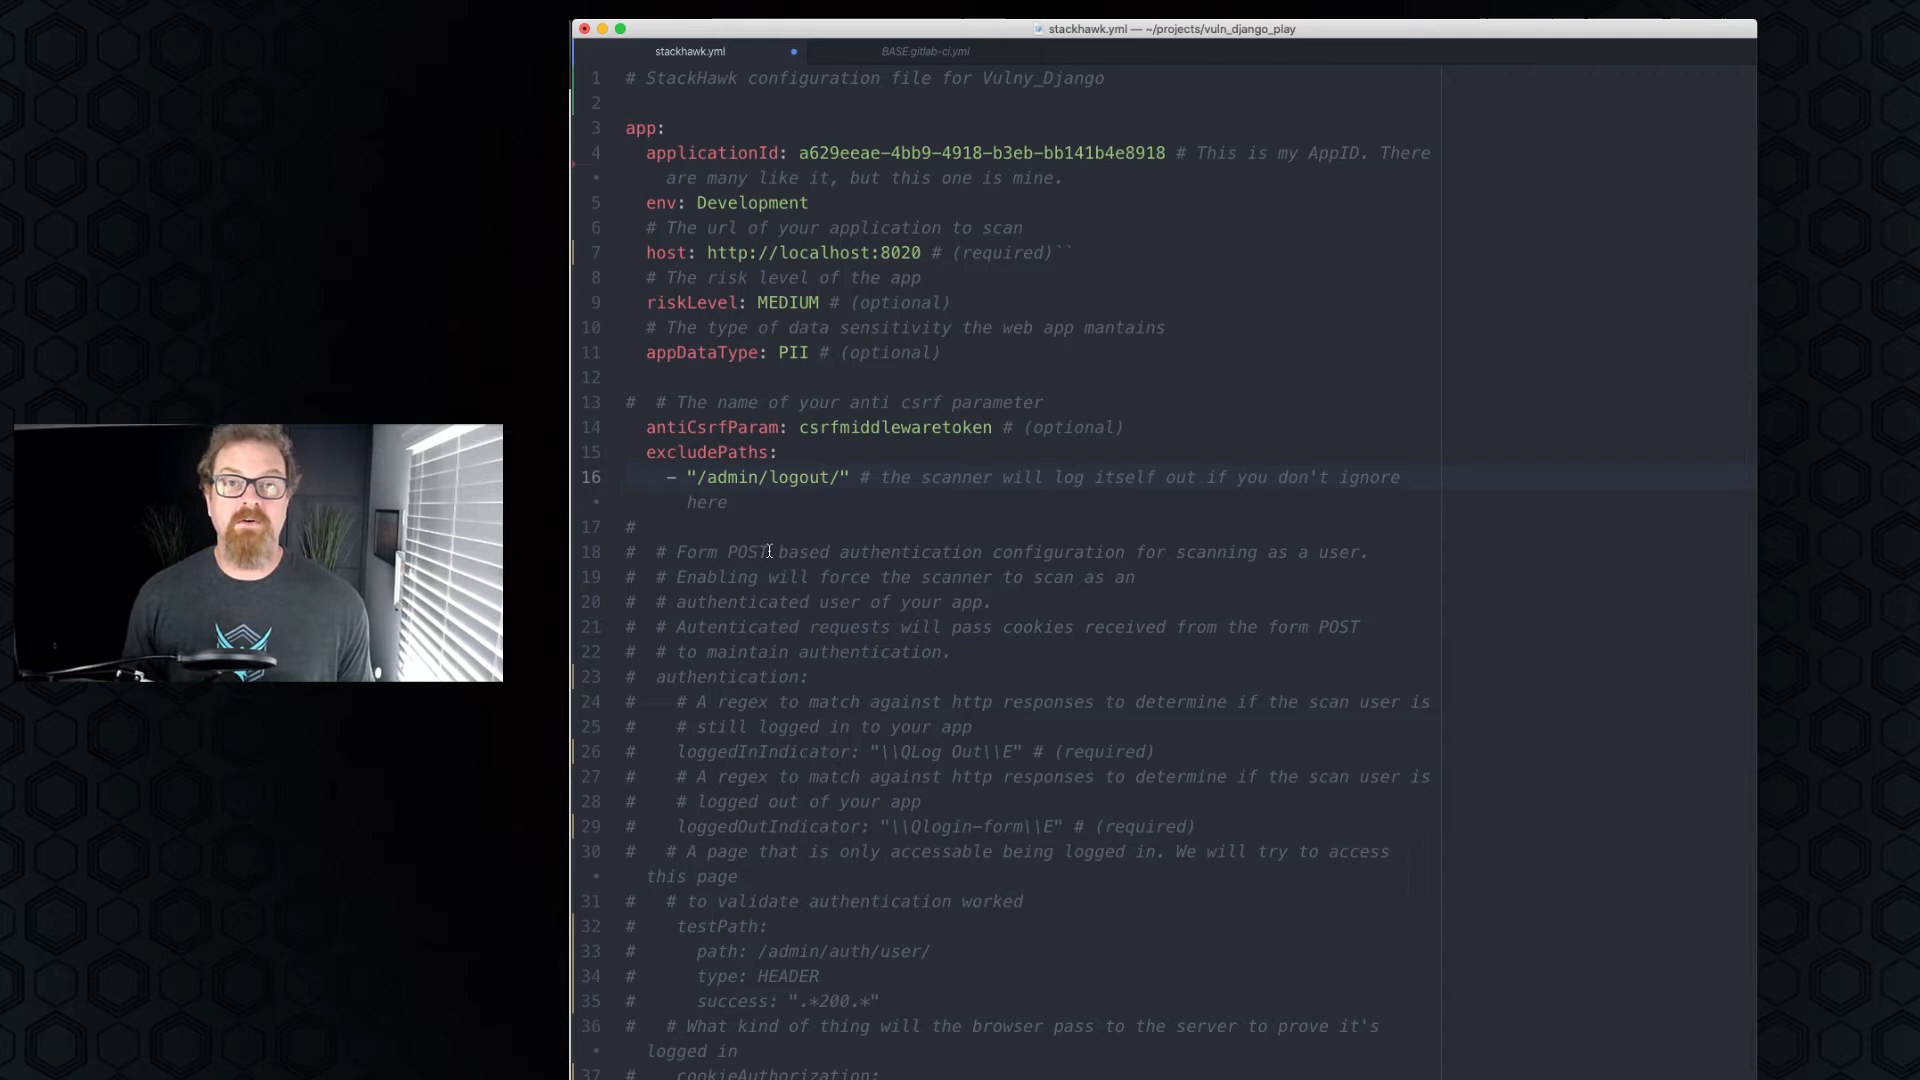 stackhawk.yml — ~/projects/vuln_django_play
stackhawk.yml
BASE.gitlab-ci.yml
1 # StackHawk configuration file for Vulny_Django
2
3 app:
4 applicationId: a629eeae-4bb9-4918-b3eb-bb141b4e8918 # This is my AppID. There
• are many like it, but this one is mine.
5 env: Development
6 # The url of your application to scan
7 host: http://localhost:8020 # (required)``
8 # The risk level of the app
9 riskLevel: MEDIUM # (optional)
10 # The type of data sensitivity the web app mantains
11 appDataType: PII # (optional)
12
13 # # The name of your anti csrf parameter
14 antiCsrfParam: csrfmiddlewaretoken # (optional)
15 excludePaths:
16 - "/admin/logout/" # the scanner will log itself out if you don't ignore
• here
17 #
18 # # Form POST based authentication configuration for scanning as a user.
19 # # Enabling will force the scanner to scan as an
20 # # authenticated user of your app.
21 # # Autenticated requests will pass cookies received from the form POST
22 # # to maintain authentication.
23 # authentication:
24 # # A regex to match against http responses to determine if the scan user is
25 # # still logged in to your app
26 # loggedInIndicator: "\\QLog Out\\E" # (required)
27 # # A regex to match against http responses to determine if the scan user is
28 # # logged out of your app
29 # loggedOutIndicator: "\\Qlogin-form\\E" # (required)
30 # # A page that is only accessable being logged in. We will try to access
• this page
31 # # to validate authentication worked
32 # testPath:
33 # path: /admin/auth/user/
34 # type: HEADER
35 # success: ".*200.*"
36 # # What kind of thing will the browser pass to the server to prove it's
• logged in
37 # cookieAuthorization: